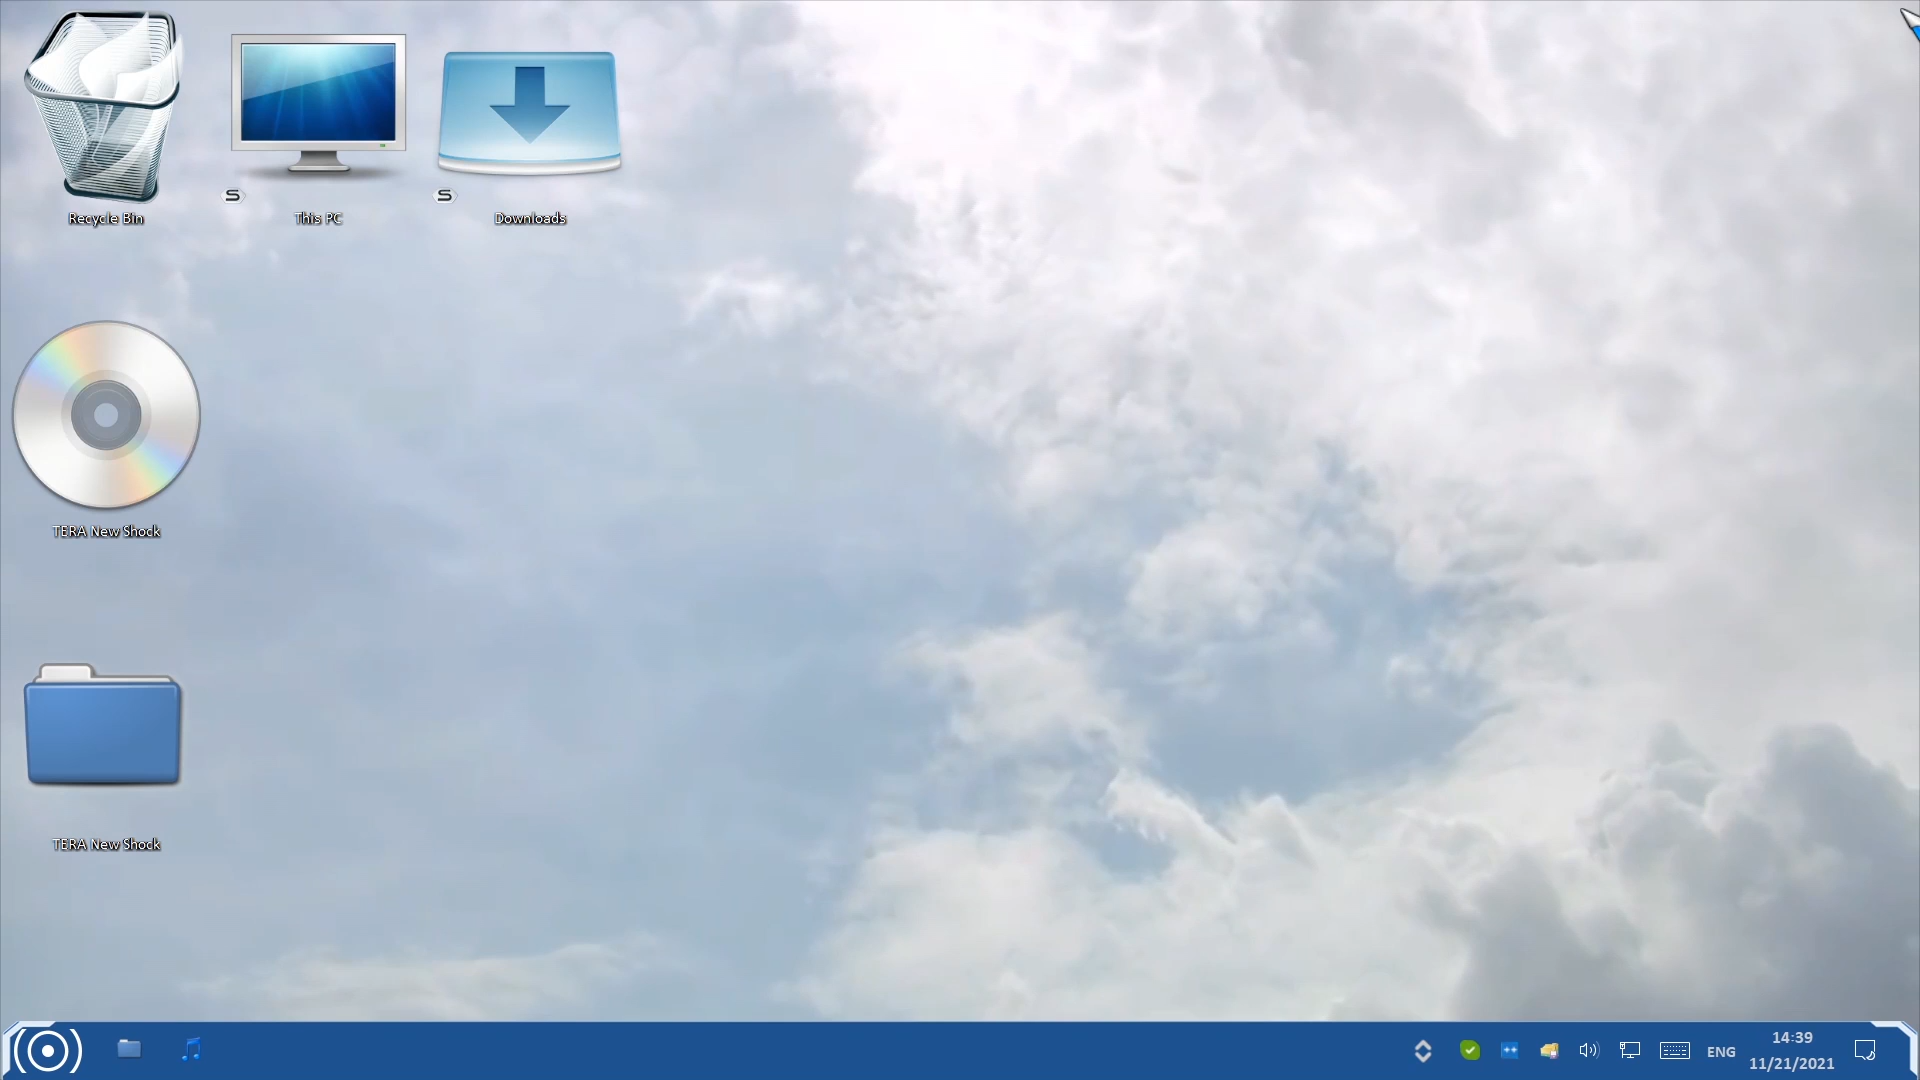 Recycle Bin
This PC
Downloads
TERA New Shock
TERA New Shock
ENG
14:39
11/21/2021